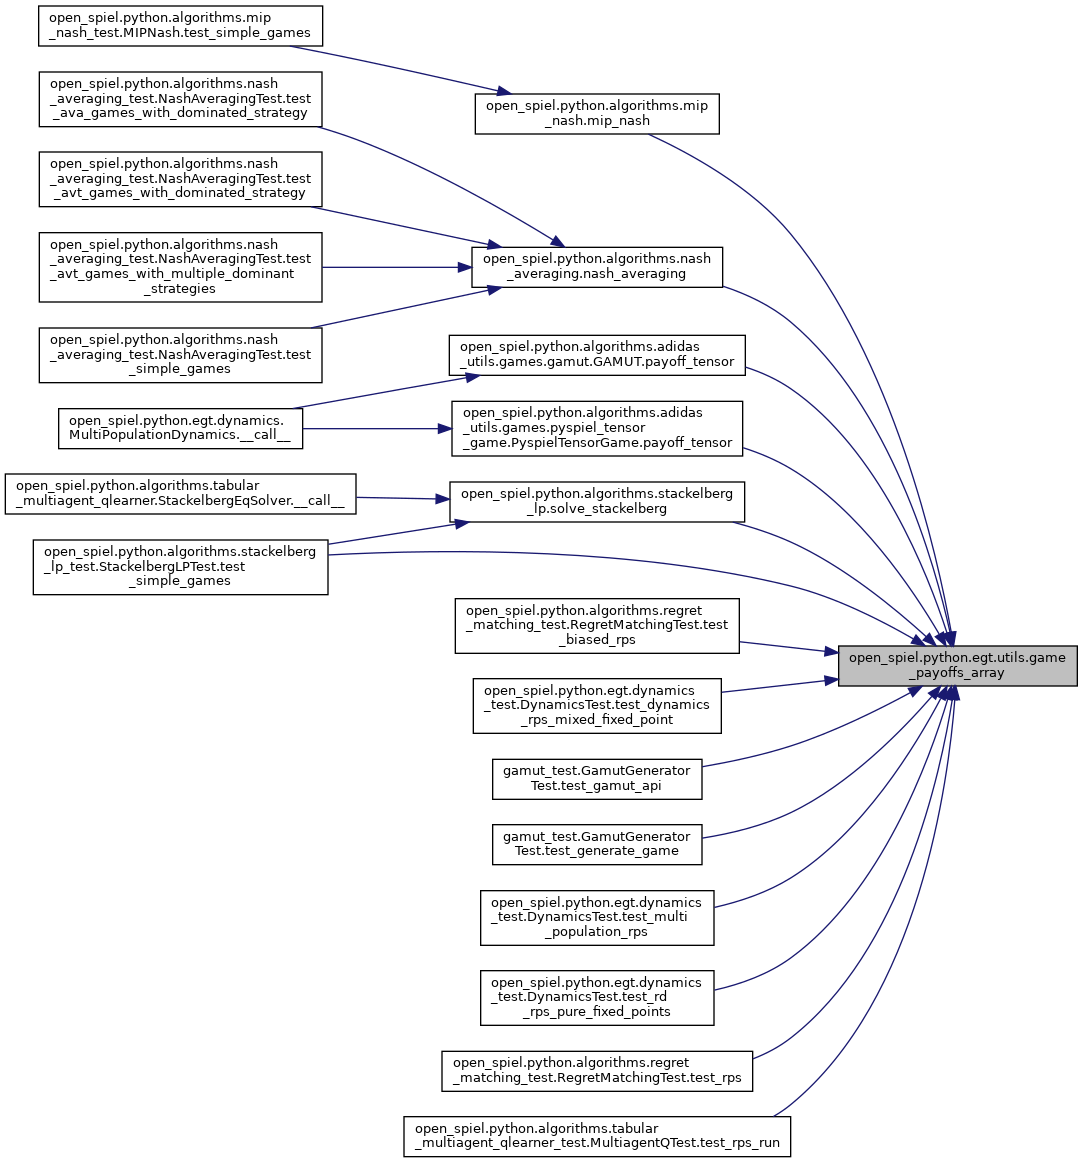 open_spiel.python.algorithms.mip
_nash_test.MIPNash.test_simple_games
open_spiel.python.algorithms.nash
_averaging_test.NashAveragingTest.test
_ava_games_with_dominated_strategy
open_spiel.python.algorithms.mip
_nash.mip_nash
open_spiel.python.algorithms.nash
_averaging_test.NashAveragingTest.test
_avt_games_with_dominated_strategy
open_spiel.python.algorithms.nash
_averaging_test.NashAveragingTest.test
_avt_games_with_multiple_dominant
_strategies
open_spiel.python.algorithms.nash
_averaging.nash_averaging
open_spiel.python.algorithms.nash
_averaging_test.NashAveragingTest.test
_simple_games
open_spiel.python.algorithms.adidas
_utils.games.gamut.GAMUT.payoff_tensor
open_spiel.python.egt.dynamics.
MultiPopulationDynamics.__call__
open_spiel.python.algorithms.adidas
_utils.games.pyspiel_tensor
_game.PyspielTensorGame.payoff_tensor
open_spiel.python.algorithms.tabular
_multiagent_qlearner.StackelbergEqSolver.__call__
open_spiel.python.algorithms.stackelberg
_lp.solve_stackelberg
open_spiel.python.algorithms.stackelberg
_lp_test.StackelbergLPTest.test
_simple_games
open_spiel.python.algorithms.regret
_matching_test.RegretMatchingTest.test
_biased_rps
open_spiel.python.egt.utils.game
_payoffs_array
open_spiel.python.egt.dynamics
_test.DynamicsTest.test_dynamics
_rps_mixed_fixed_point
gamut_test.GamutGenerator
Test.test_gamut_api
gamut_test.GamutGenerator
Test.test_generate_game
open_spiel.python.egt.dynamics
_test.DynamicsTest.test_multi
_population_rps
open_spiel.python.egt.dynamics
_test.DynamicsTest.test_rd
_rps_pure_fixed_points
open_spiel.python.algorithms.regret
_matching_test.RegretMatchingTest.test_rps
open_spiel.python.algorithms.tabular
_multiagent_qlearner_test.MultiagentQTest.test_rps_run